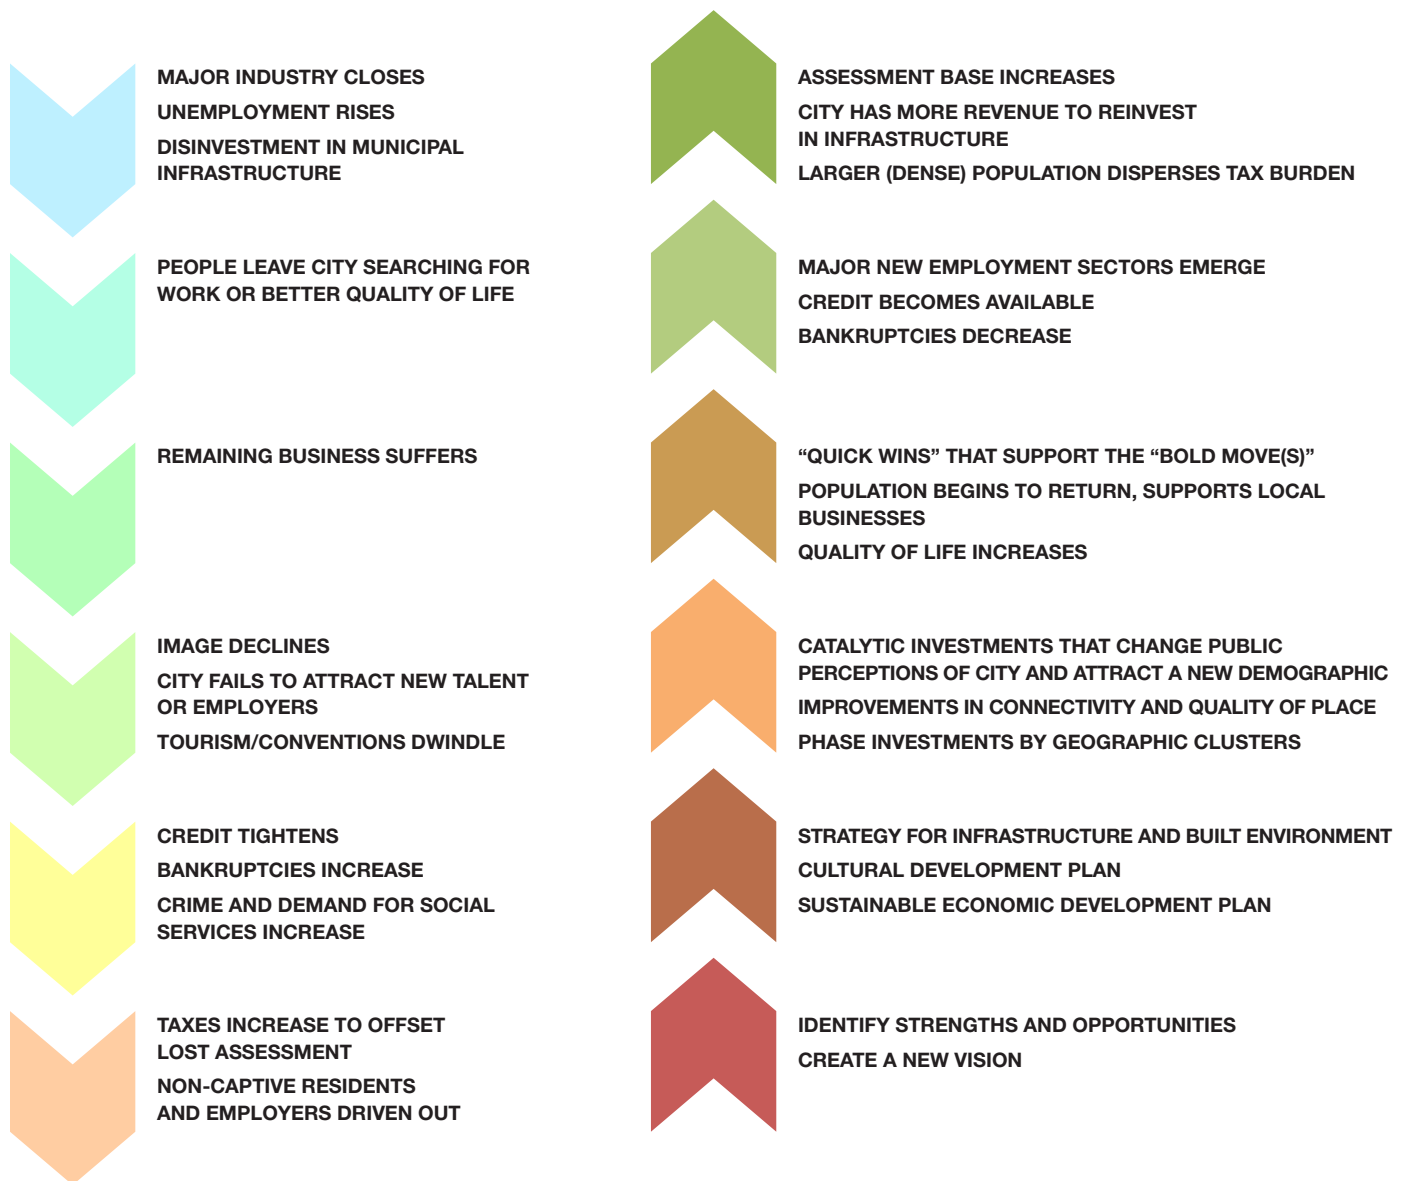 MAJOR INDUSTRY CLOSES
UNEMPLOYMENT RISES
DISINVESTMENT IN MUNICIPAL
INFRASTRUCTURE
PEOPLE LEAVE CITY SEARCHING FOR
WORK OR BETTER QUALITY OF LIFE
REMAINING BUSINESS SUFFERS
IMAGE DECLINES
CITY FAILS TO ATTRACT NEW TALENT
OR EMPLOYERS
TOURISM/CONVENTIONS DWINDLE
CREDIT TIGHTENS
BANKRUPTCIES INCREASE
CRIME AND DEMAND FOR SOCIAL
SERVICES INCREASE
TAXES INCREASE TO OFFSET
LOST ASSESSMENT
NON-CAPTIVE RESIDENTS
AND EMPLOYERS DRIVEN OUT
ASSESSMENT BASE INCREASES
CITY HAS MORE REVENUE TO REINVEST
IN INFRASTRUCTURE
LARGER (DENSE) POPULATION DISPERSES TAX BURDEN
MAJOR NEW EMPLOYMENT SECTORS EMERGE
CREDIT BECOMES AVAILABLE
BANKRUPTCIES DECREASE
“QUICK WINS” THAT SUPPORT THE “BOLD MOVE(S)”
POPULATION BEGINS TO RETURN, SUPPORTS LOCAL
BUSINESSES
QUALITY OF LIFE INCREASES
CATALYTIC INVESTMENTS THAT CHANGE PUBLIC
PERCEPTIONS OF CITY AND ATTRACT A NEW DEMOGRAPHIC
IMPROVEMENTS IN CONNECTIVITY AND QUALITY OF PLACE
PHASE INVESTMENTS BY GEOGRAPHIC CLUSTERS
STRATEGY FOR INFRASTRUCTURE AND BUILT ENVIRONMENT
CULTURAL DEVELOPMENT PLAN
SUSTAINABLE ECONOMIC DEVELOPMENT PLAN
IDENTIFY STRENGTHS AND OPPORTUNITIES
CREATE A NEW VISION